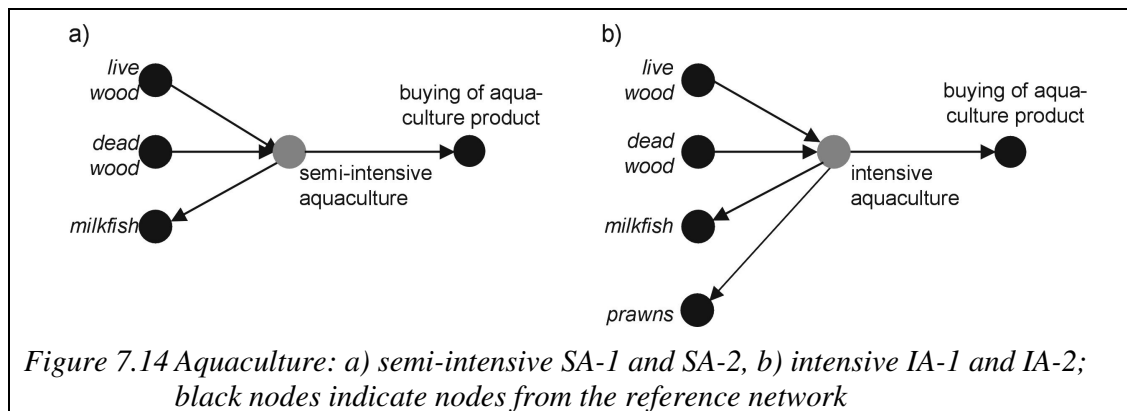 a)
live
wood
dead
wood
milkfish
semi-intensive
aquaculture
buying of aqua-
culture product
b)
live
wood
dead
wood
milkfish
prawns
intensive
aquaculture
buying of aqua-
culture product
Figure 7.14 Aquaculture: a) semi-intensive SA-1 and SA-2, b) intensive IA-1 and IA-2;
black nodes indicate nodes from the reference network